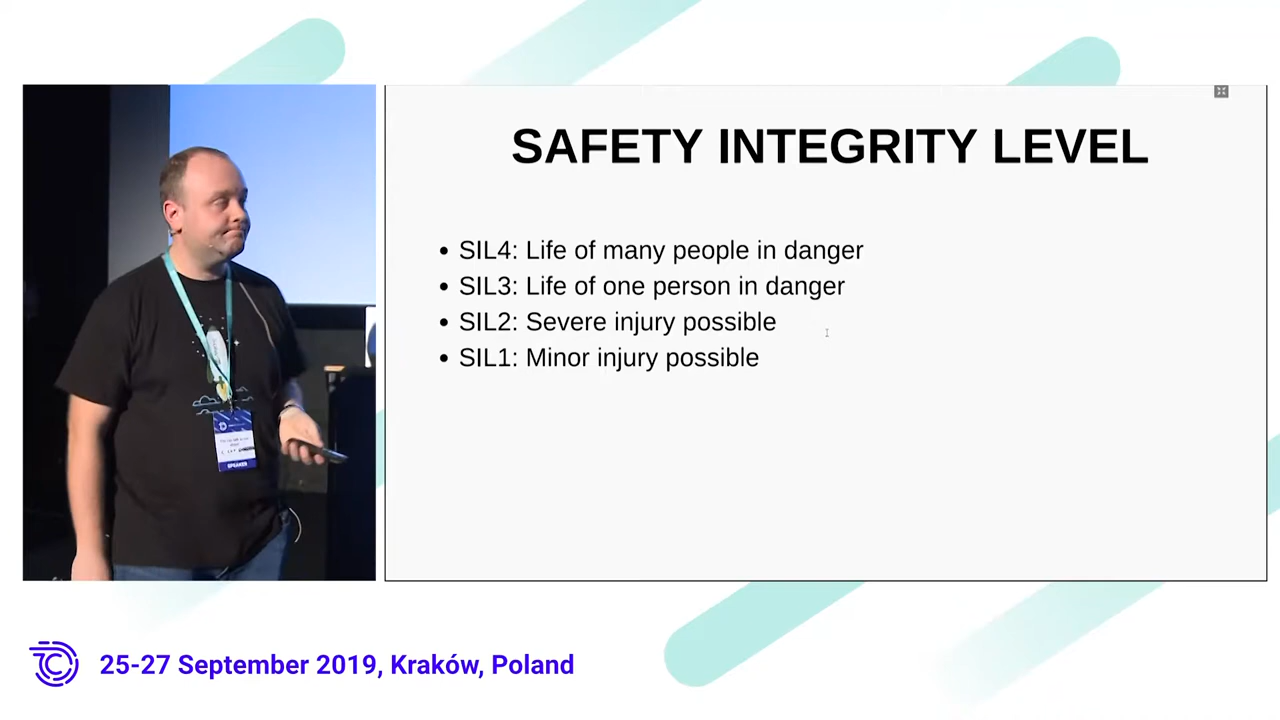 SAFETY INTEGRITY LEVEL
• SIL4: Life of many people in danger
• SIL3: Life of one person in danger
• SIL2: Severe injury possible
• SIL1: Minor injury possible
SPEAKER
25-27 September 2019, Kraków, Poland